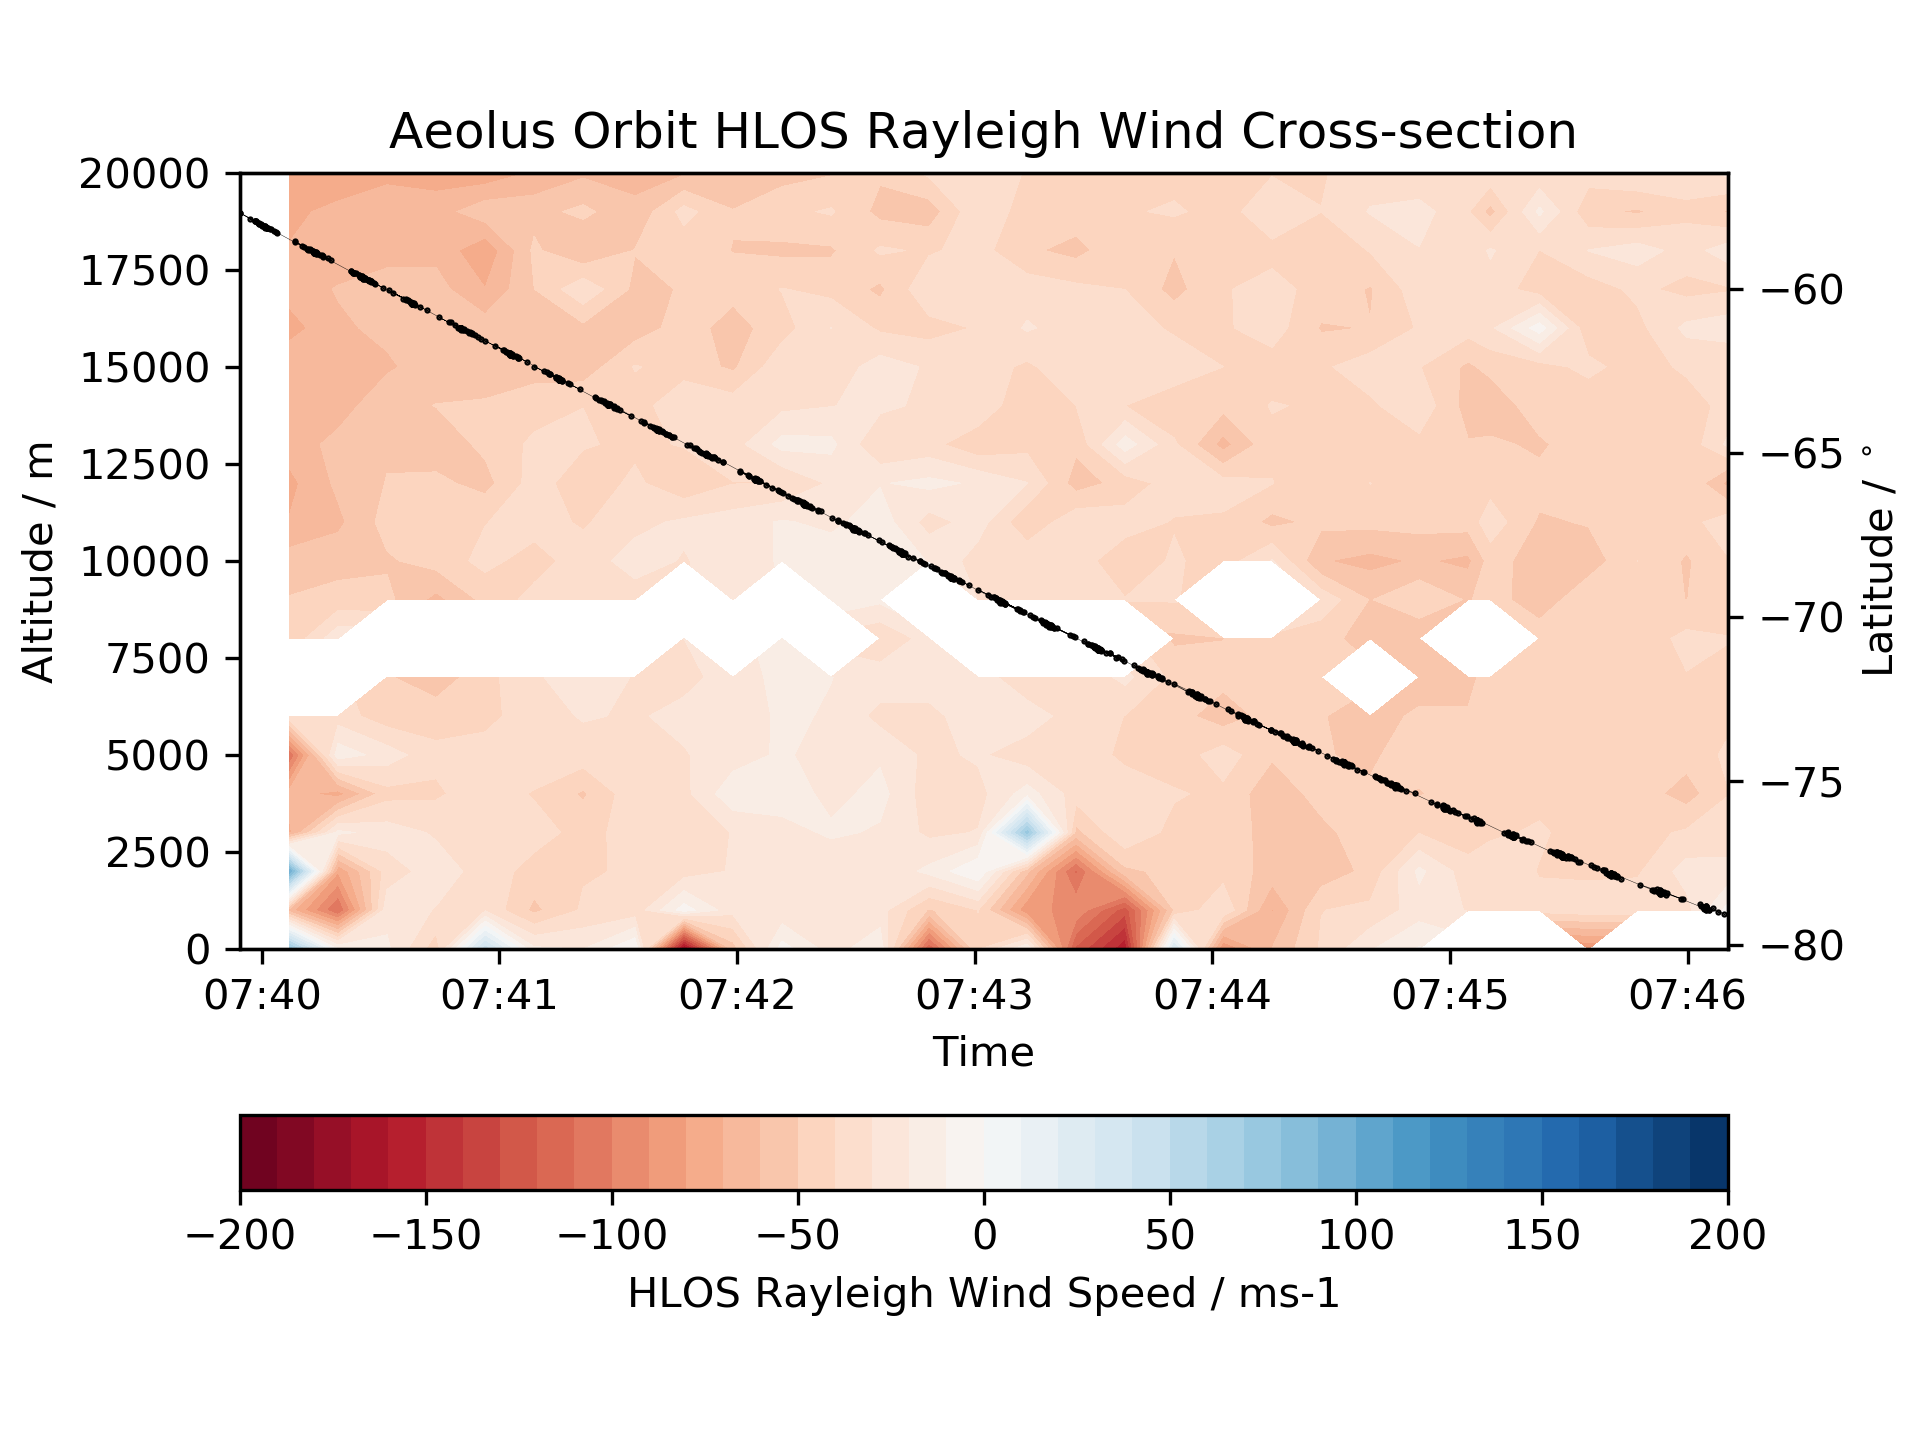 Aeolus Orbit HLOS Rayleigh Wind Cross-section
20000
17500
15000
12500
10000
7500
5000
2500
0
Altitude / m
−60
−65
−70
−75
−80
Latitude / °
07:40 07:41 07:42 07:43 07:44 07:45 07:46
Time
−200 −150 −100 −50 0 50 100 150 200
HLOS Rayleigh Wind Speed / ms-1